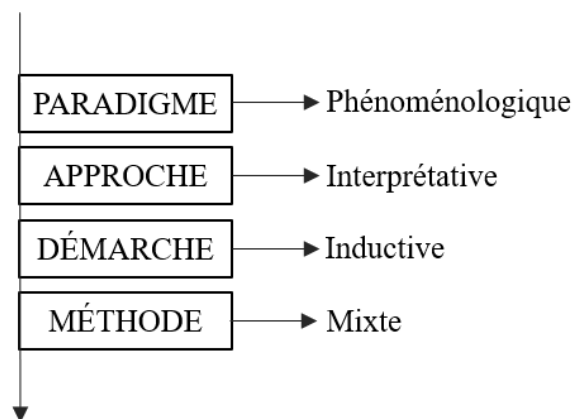 PARADIGME Phénoménologique
APPROCHE Interprétative
DÉMARCHE Inductive
MÉTHODE Mixte